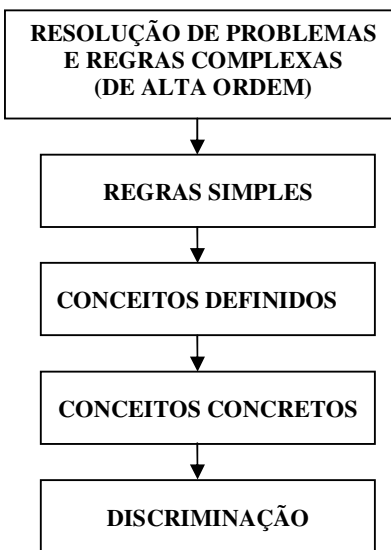 RESOLUÇÃO DE PROBLEMAS
E REGRAS COMPLEXAS
(DE ALTA ORDEM)
REGRAS SIMPLES
CONCEITOS DEFINIDOS
CONCEITOS CONCRETOS
DISCRIMINAÇÃO